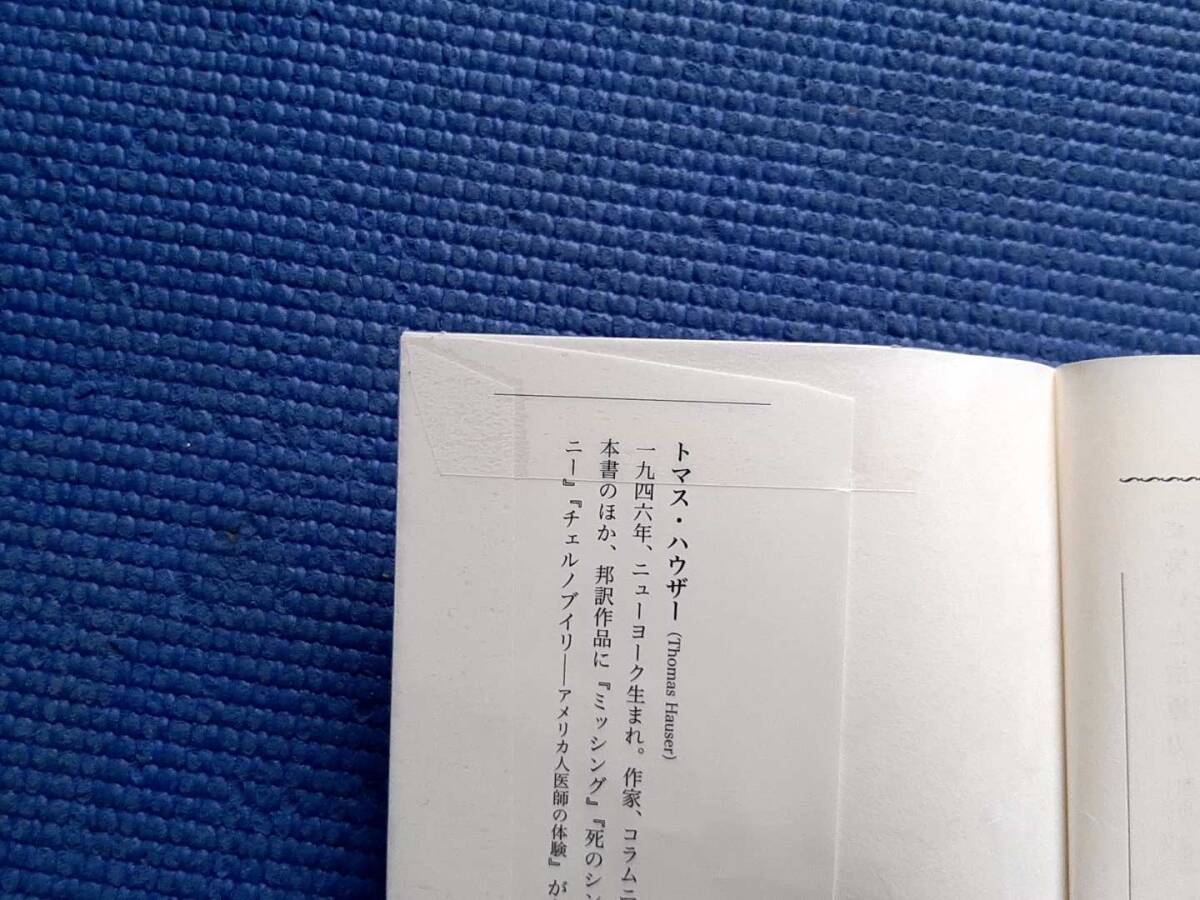 トマス・ハウザー(Thomas Hauser)
一九四六年、ニューヨーク生まれ。作家、コラムニ
本書のほか、邦訳作品に『ミッシング』『死のシン
ニー』『チェルノブイリ――アメリカ人医師の体験』が